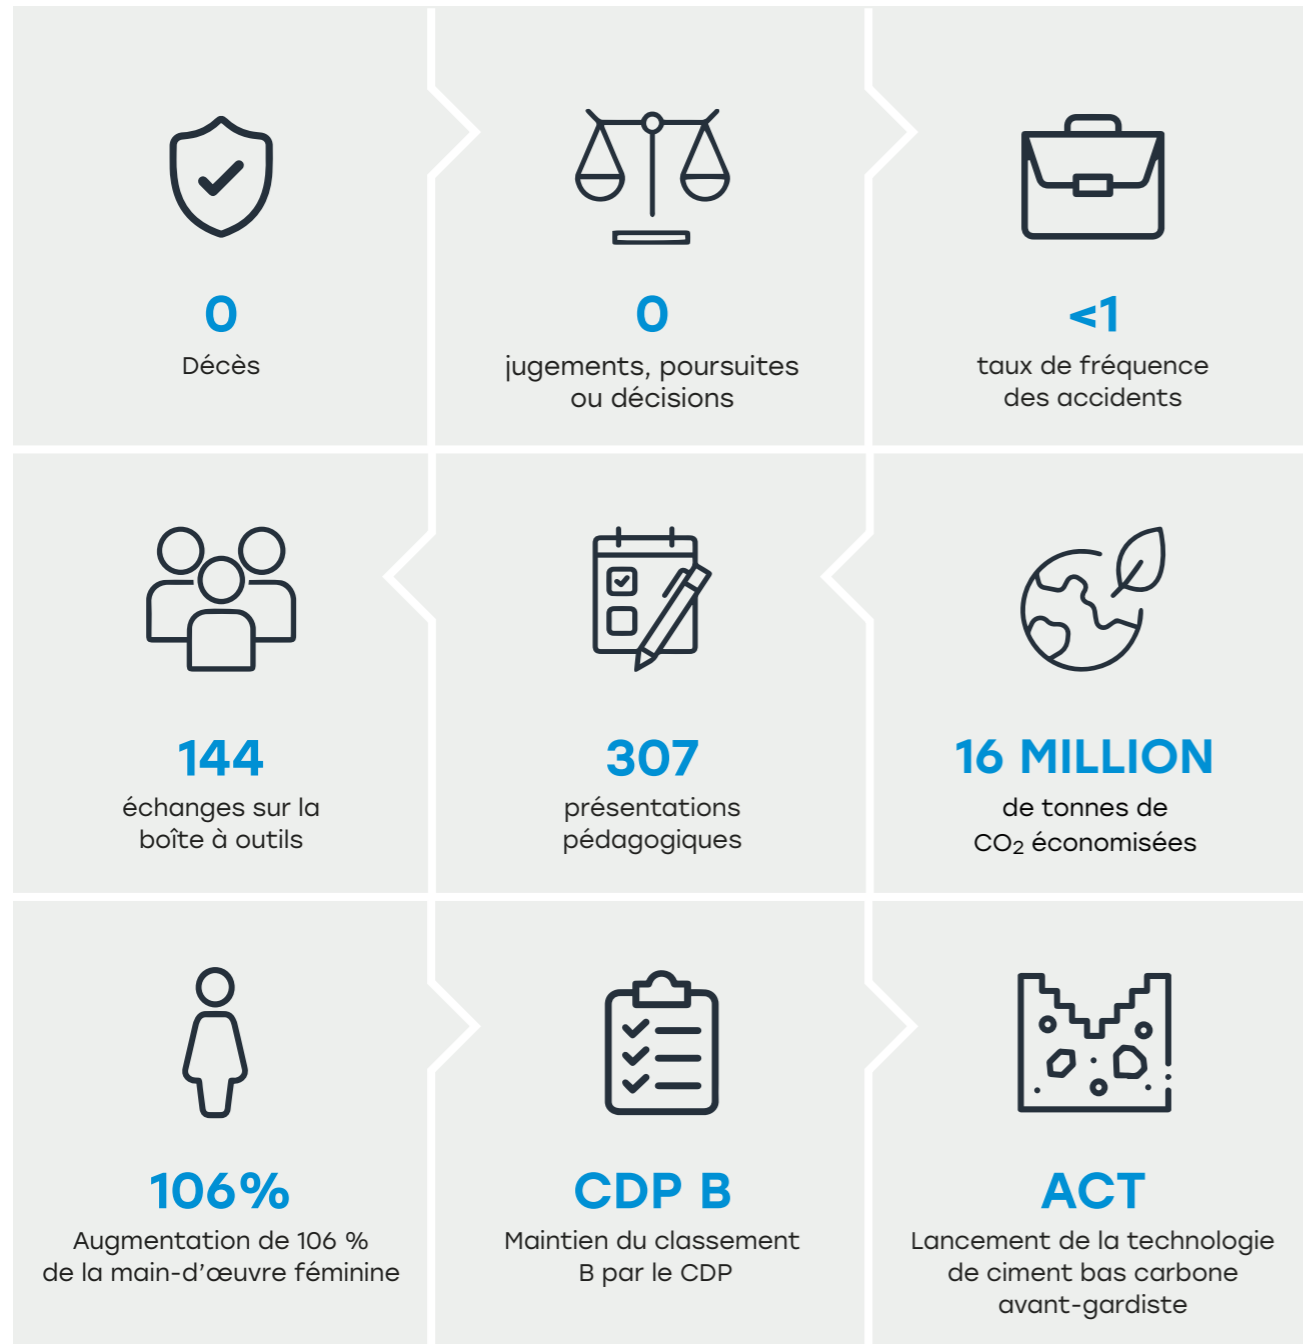 0
Décès
0
jugements, poursuites
ou décisions
<1
taux de fréquence
des accidents
144
échanges sur la
boîte à outils
307
présentations
pédagogiques
16 MILLION
de tonnes de
CO₂ économisées
106%
Augmentation de 106 %
de la main-d’œuvre féminine
CDP B
Maintien du classement
B par le CDP
ACT
Lancement de la technologie
de ciment bas carbone
avant-gardiste